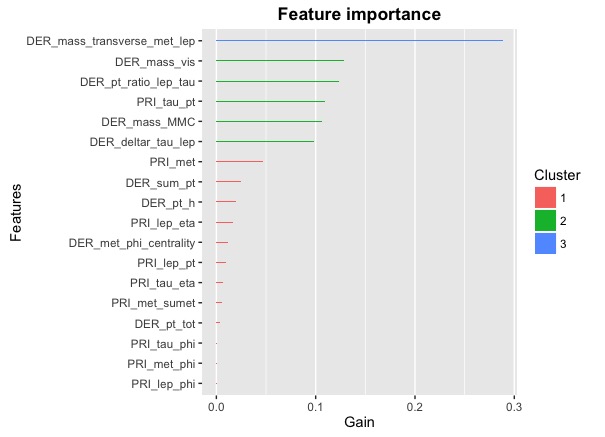 Feature importance
DER_mass_transverse_met_lep
DER_mass_vis
DER_pt_ratio_lep_tau
PRI_tau_pt
DER_mass_MMC
DER_deltar_tau_lep
PRI_met
DER_sum_pt
DER_pt_h
PRI_lep_eta
DER_met_phi_centrality
PRI_lep_pt
PRI_tau_eta
PRI_met_sumet
DER_pt_tot
PRI_tau_phi
PRI_met_phi
PRI_lep_phi
Features
0.0 0.1 0.2 0.3
Gain
Cluster
1
2
3